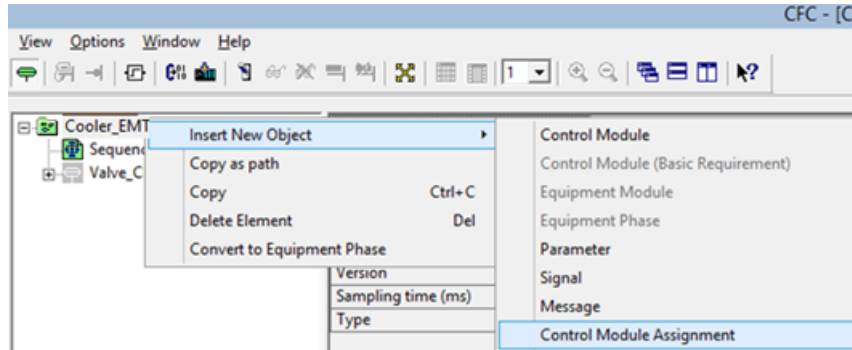 CFC - [C
View Options Window Help
1
Cooler_EMT
Insert New Object
Control Module
Sequen
Copy as path
Control Module (Basic Requirement)
Valve_C
Copy Ctrl+C
Equipment Module
Delete Element Del
Equipment Phase
Convert to Equipment Phase
Parameter
Version
Signal
Sampling time (ms)
Message
Type
Control Module Assignment